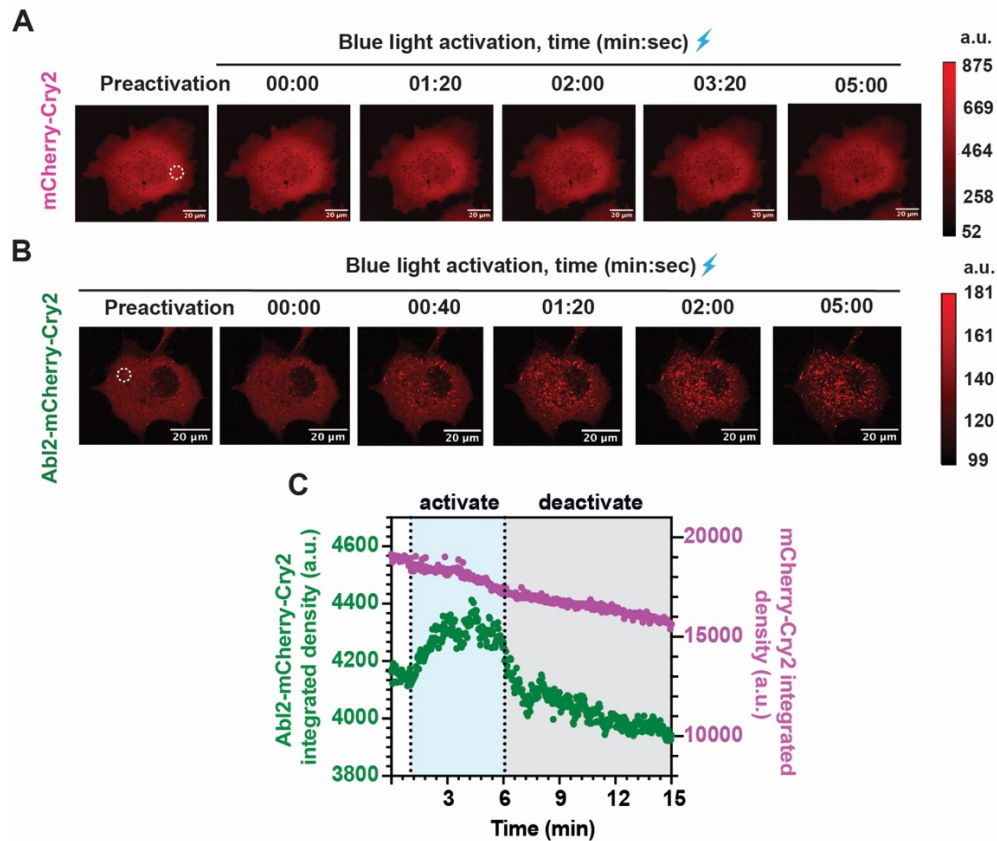 A
mCherry-Cry2
Blue light activation, time (min:sec)
Preactivation 00:00 01:20 02:00 03:20 05:00
20 µm 20 µm 20 µm 20 µm 20 µm 20 µm
a.u.
875
669
464
258
52
B
Abl2-mCherry-Cry2
Blue light activation, time (min:sec)
Preactivation 00:00 00:40 01:20 02:00 05:00
20 µm 20 µm 20 µm 20 µm 20 µm 20 µm
a.u.
181
161
140
120
99
C
activate deactivate
Abl2-mCherry-Cry2
integrated density (a.u.)
4600
4400
4200
4000
3800
20000
15000
10000
mCherry-Cry2 integrated
density (a.u.)
3 6 9 12 15
Time (min)